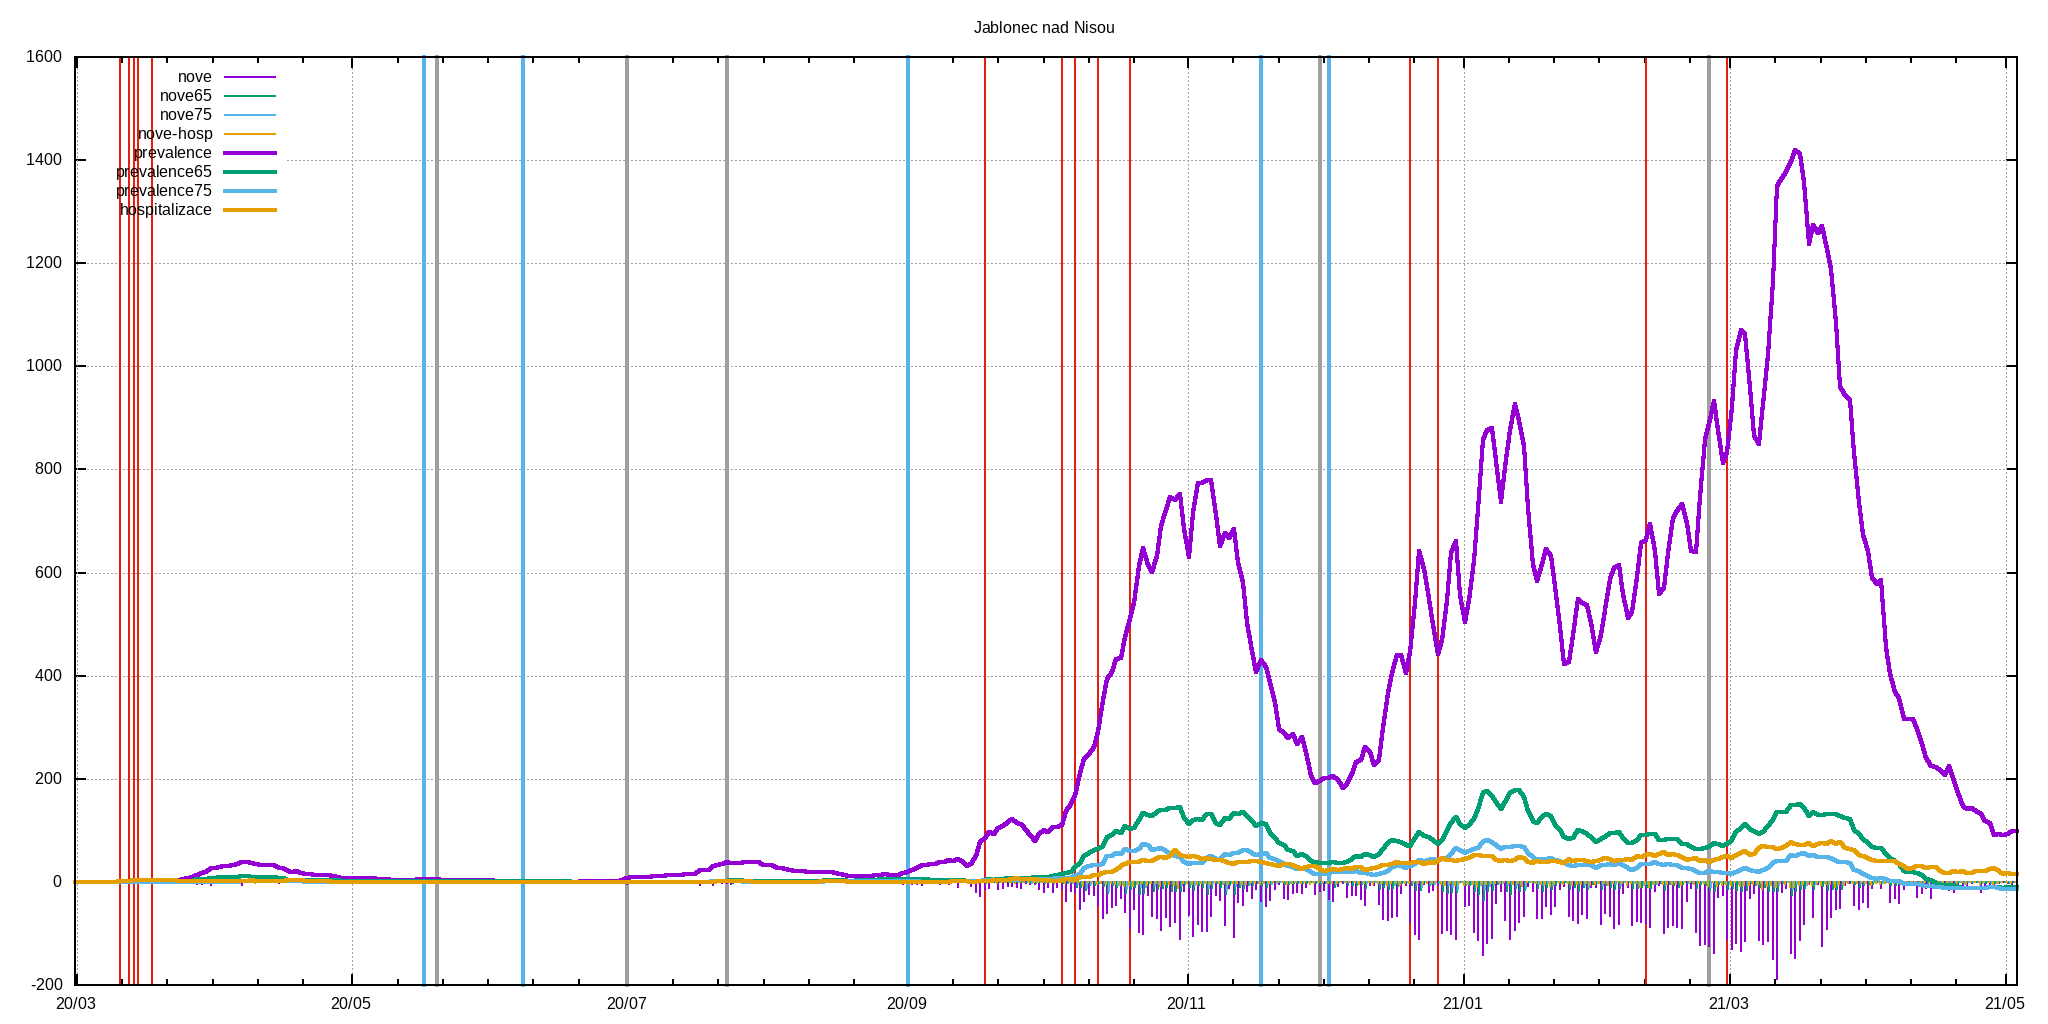 Jablonec nad Nisou
1600
1400
1200
1000
800
600
400
200
0
-200
nove
nove65
nove75
nove-hosp
prevalence
prevalence65
prevalence75
hospitalizace
20/03 20/05 20/07 20/09 20/11 21/01 21/03 21/05